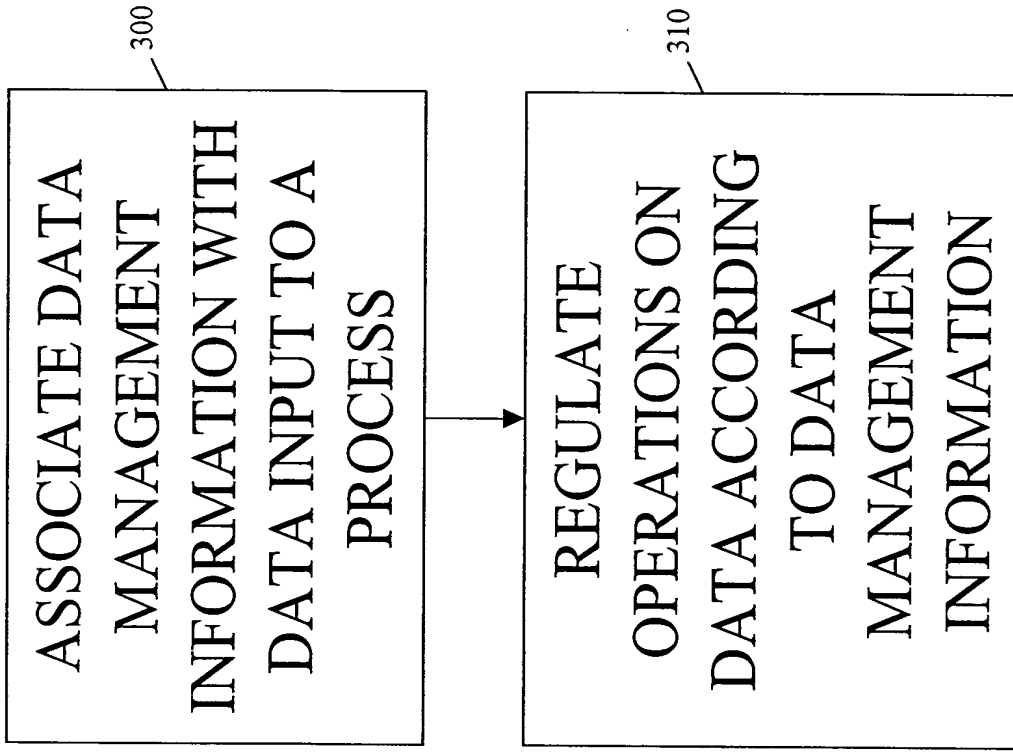 ASSOCIATE DATA
MANAGEMENT
INFORMATION WITH
DATA INPUT TO A
PROCESS
300
REGULATE
OPERATIONS ON
DATA ACCORDING
TO DATA
MANAGEMENT
INFORMATION
310